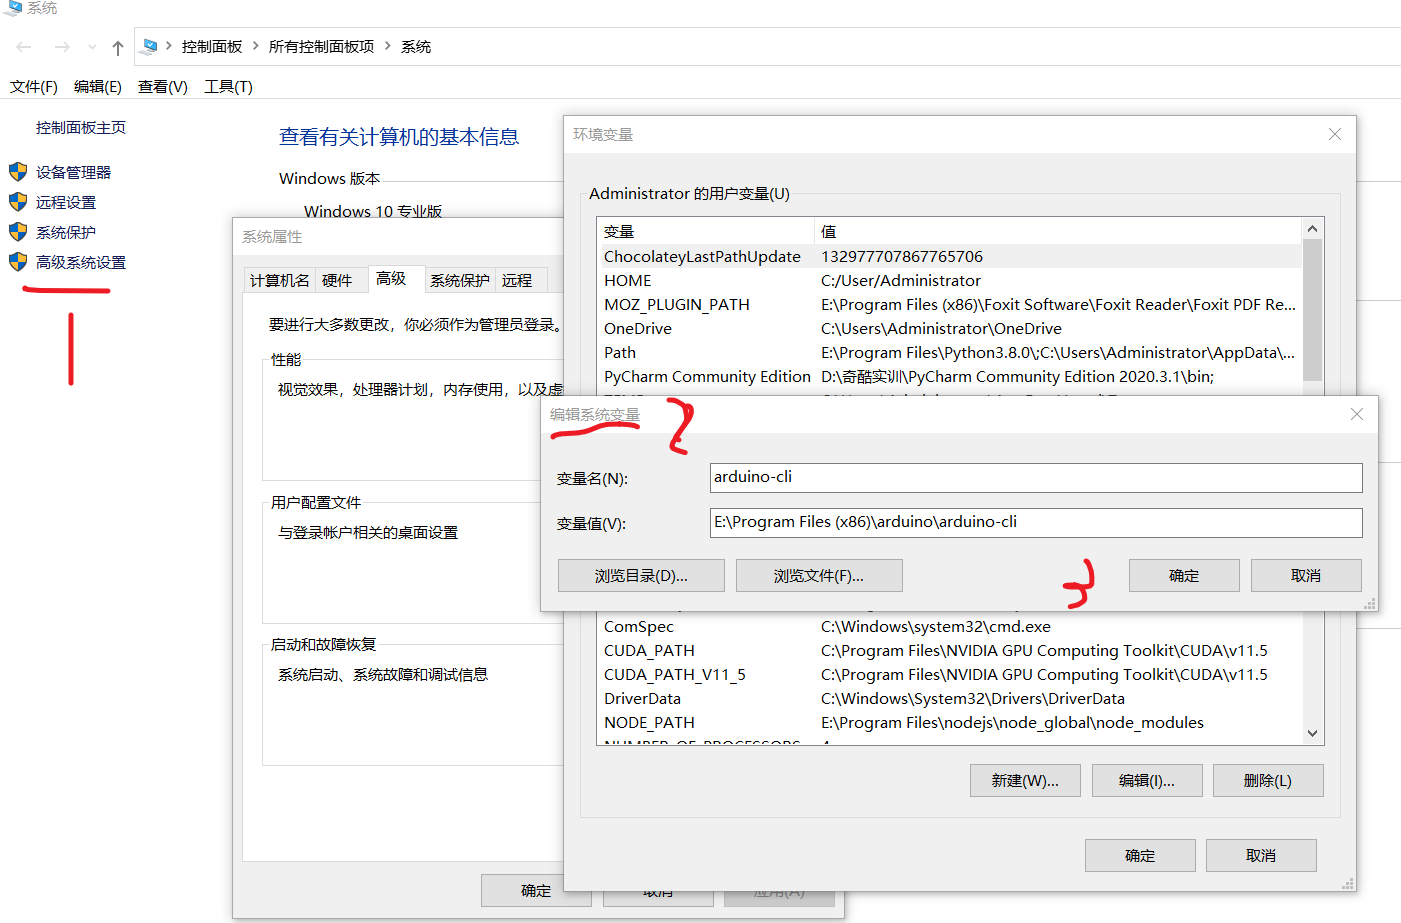 系统
控制面板 > 所有控制面板项 > 系统
文件(F) 编辑(E) 查看(V) 工具(T)
控制面板主页
设备管理器
远程设置
系统保护
高级系统设置
查看有关计算机的基本信息
Windows 版本
Windows 10 专业版
系统属性
计算机名 硬件 高级 系统保护 远程
要进行大多数更改，你必须作为管理员登录。
性能
视觉效果，处理器计划，内存使用，以及虚
用户配置文件
与登录帐户相关的桌面设置
启动和故障恢复
系统启动、系统故障和调试信息
确定 取消 应用(A)
环境变量
Administrator 的用户变量(U)
变量 值
ChocolateyLastPathUpdate 132977707867765706
HOME C:/User/Administrator
MOZ_PLUGIN_PATH E:\Program Files (x86)\Foxit Software\Foxit Reader\Foxit PDF Re...
OneDrive C:\Users\Administrator\OneDrive
Path E:\Program Files\Python3.8.0\;C:\Users\Administrator\AppData\...
PyCharm Community Edition D:\奇酷实训\PyCharm Community Edition 2020.3.1\bin;
编辑系统变量 2
变量名(N): arduino-cli
变量值(V): E:\Program Files (x86)\arduino\arduino-cli
浏览目录(D)... 浏览文件(F)... 3 确定 取消
ComSpec C:\Windows\system32\cmd.exe
CUDA_PATH C:\Program Files\NVIDIA GPU Computing Toolkit\CUDA\v11.5
CUDA_PATH_V11_5 C:\Program Files\NVIDIA GPU Computing Toolkit\CUDA\v11.5
DriverData C:\Windows\System32\Drivers\DriverData
NODE_PATH E:\Program Files\nodejs\node_global\node_modules
NUMBER_OF_PROCESSORS 4
新建(W)... 编辑(I)... 删除(L)
确定 取消